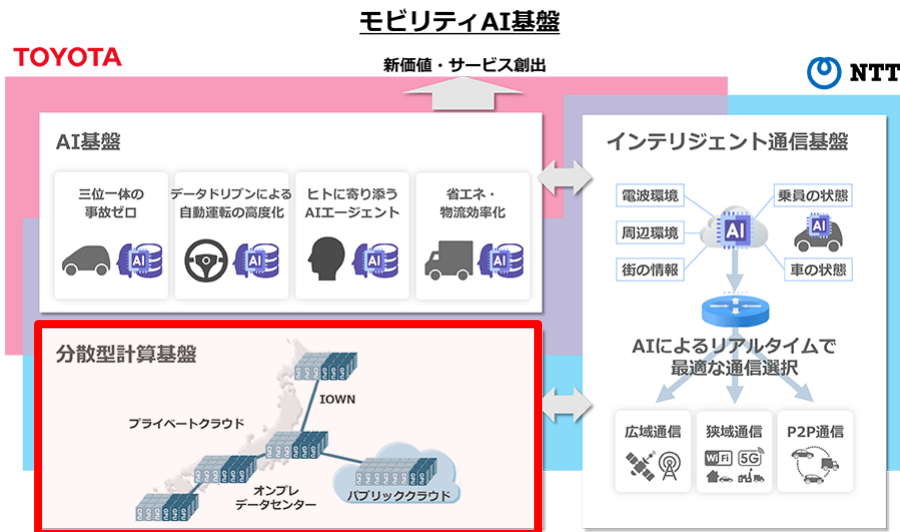 モビリティAI基盤
TOYOTA
新価値・サービス創出
NTT
AI基盤
三位一体の
事故ゼロ
AI
データドリブンによる
自動運転の高度化
AI
ヒトに寄り添う
AIエージェント
AI
省エネ・
物流効率化
AI
インテリジェント通信基盤
電波環境
周辺環境
街の情報
AI
乗員の状態
AI
車の状態
AIによるリアルタイムで
最適な通信選択
広域通信
狭域通信
Wi Fi
5G
P2P通信
分散型計算基盤
IOWN
プライベートクラウド
オンプレ
データセンター
パブリッククラウド